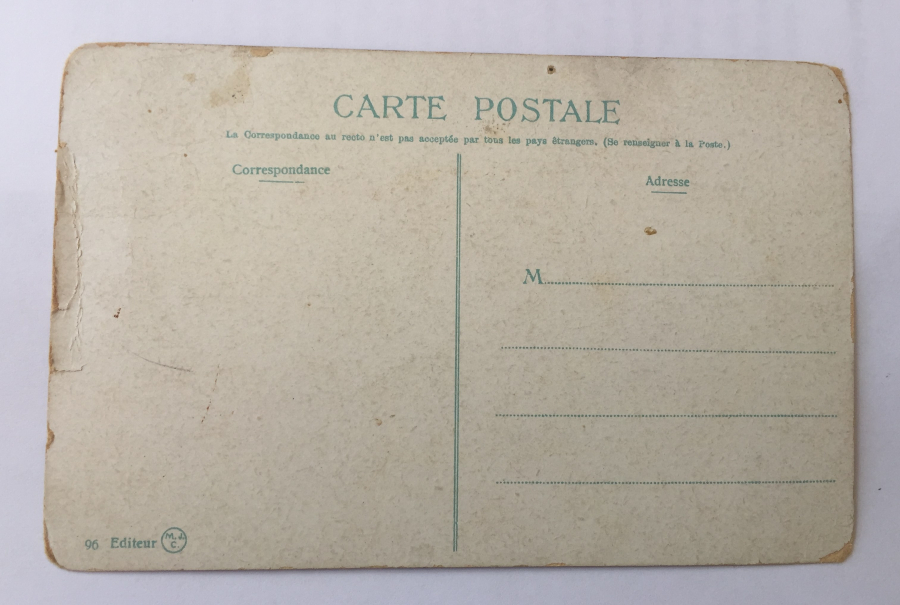 CARTE POSTALE
La Correspondance au recto n'est pas acceptée par tous les pays étrangers. (Se renseigner à la Poste.)
Correspondance
Adresse
M
96 Editeur